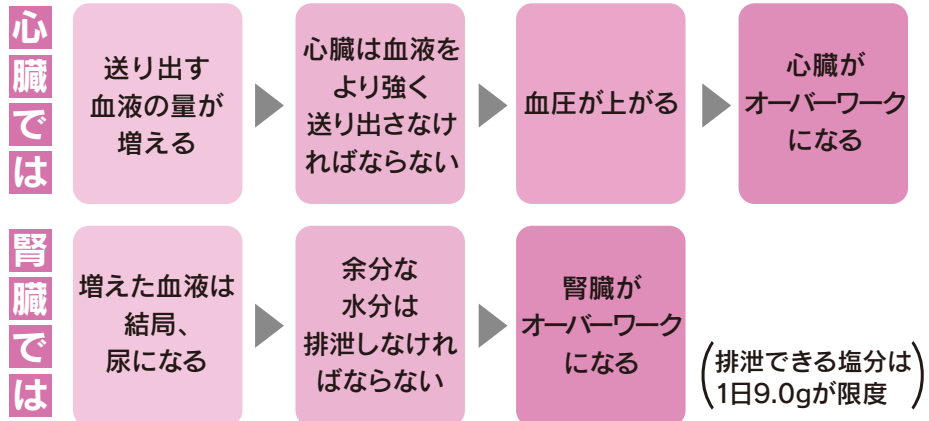 心臓では
送り出す
血液の量が
増える
心臓は血液を
より強く
送り出さなけ
ればならない
血圧が上がる
心臓が
オーバーワーク
になる
腎臓では
増えた血液は
結局、
尿になる
余分な
水分は
排泄しなけれ
ばならない
腎臓が
オーバーワーク
になる
(排泄できる塩分は
1日9.0gが限度)